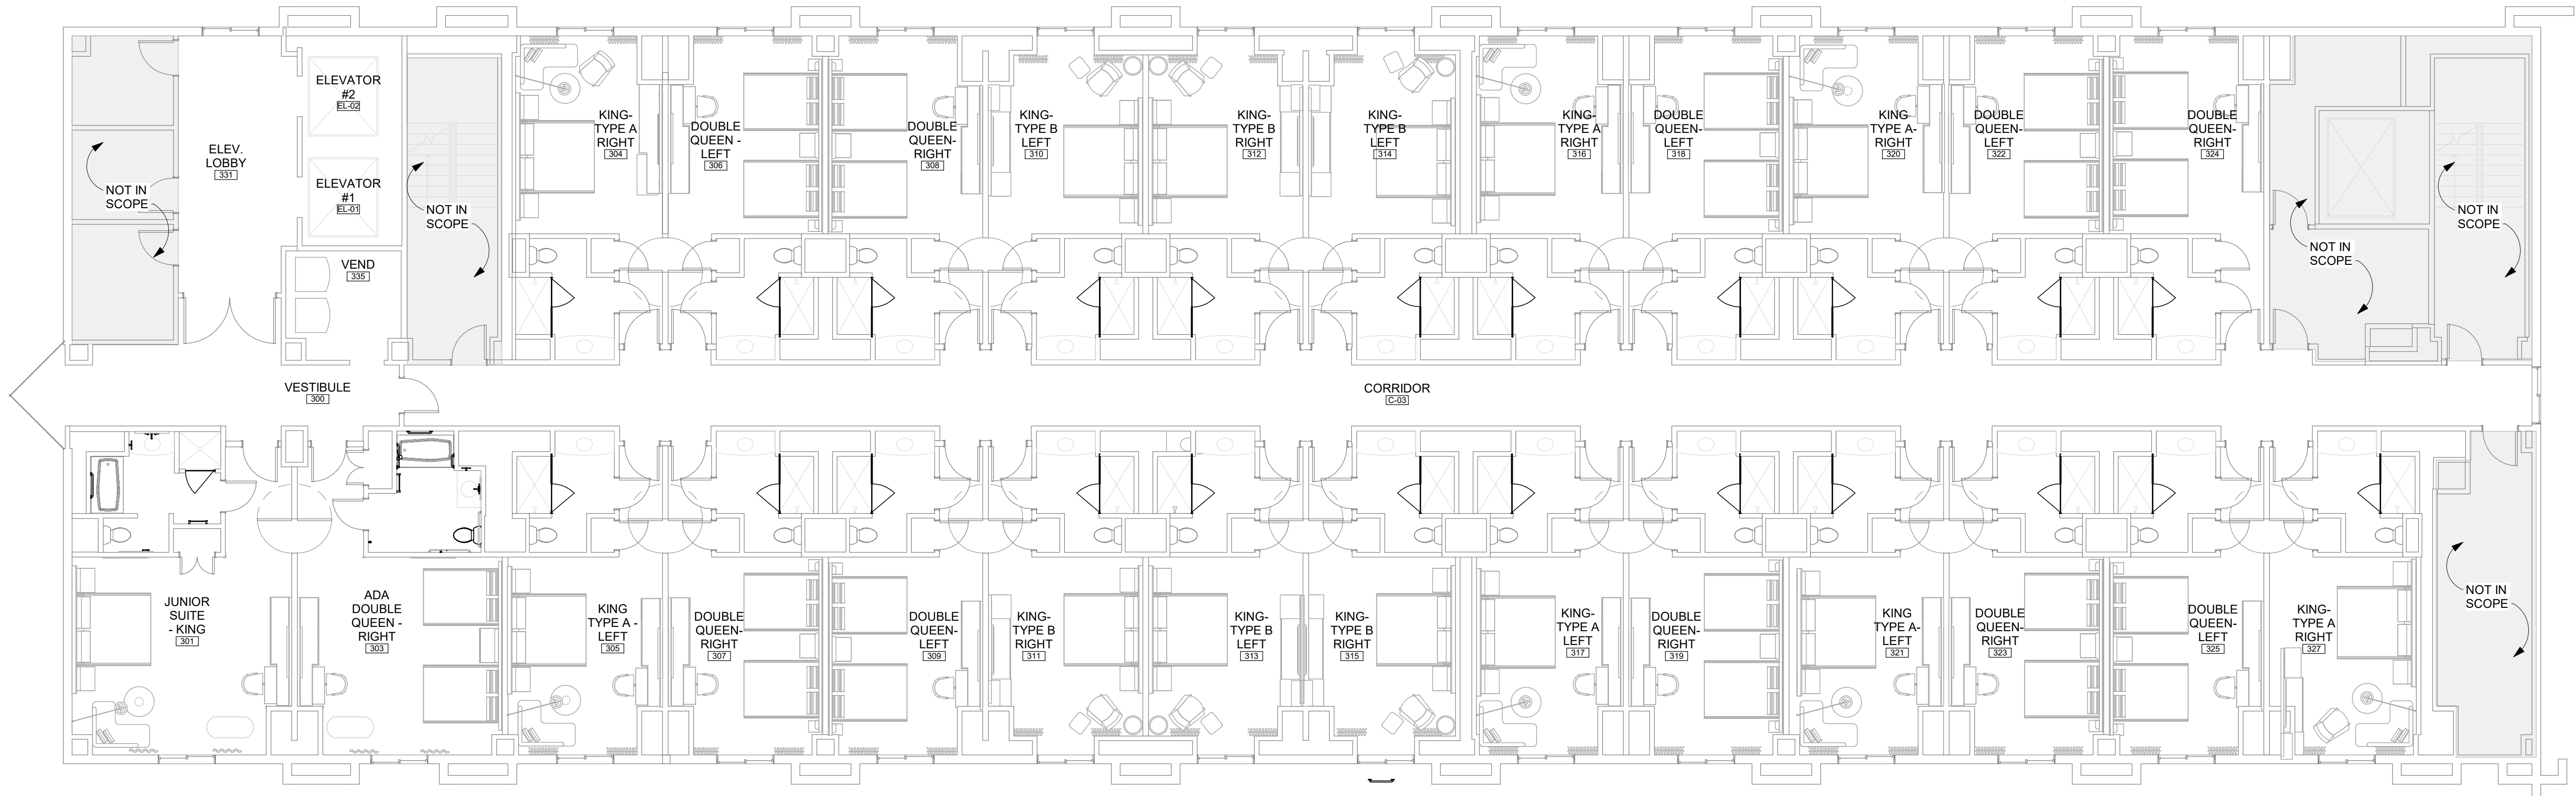 ELEVATOR
#2
EL-02
ELEV.
LOBBY
331
ELEVATOR
#1
EL-01
NOT IN
SCOPE
NOT IN
SCOPE
VEND
335
KING-
TYPE A
RIGHT
304
DOUBLE
QUEEN -
LEFT
306
DOUBLE
QUEEN-
RIGHT
308
KING-
TYPE B
LEFT
310
KING-
TYPE B
RIGHT
312
KING-
TYPE B
LEFT
314
KING-
TYPE A
RIGHT
316
DOUBLE
QUEEN-
LEFT
318
KING
TYPE A-
RIGHT
320
DOUBLE
QUEEN-
LEFT
322
DOUBLE
QUEEN-
RIGHT
324
NOT IN
SCOPE
NOT IN
SCOPE
VESTIBULE
300
CORRIDOR
C-03
JUNIOR
SUITE
- KING
301
ADA
DOUBLE
QUEEN -
RIGHT
303
KING
TYPE A -
LEFT
305
DOUBLE
QUEEN-
RIGHT
307
DOUBLE
QUEEN-
LEFT
309
KING-
TYPE B
RIGHT
311
KING-
TYPE B
LEFT
313
KING-
TYPE B
RIGHT
315
KING-
TYPE A
LEFT
317
DOUBLE
QUEEN-
RIGHT
319
KING
TYPE A-
LEFT
321
DOUBLE
QUEEN-
RIGHT
323
DOUBLE
QUEEN-
LEFT
325
KING-
TYPE A
RIGHT
327
NOT IN
SCOPE